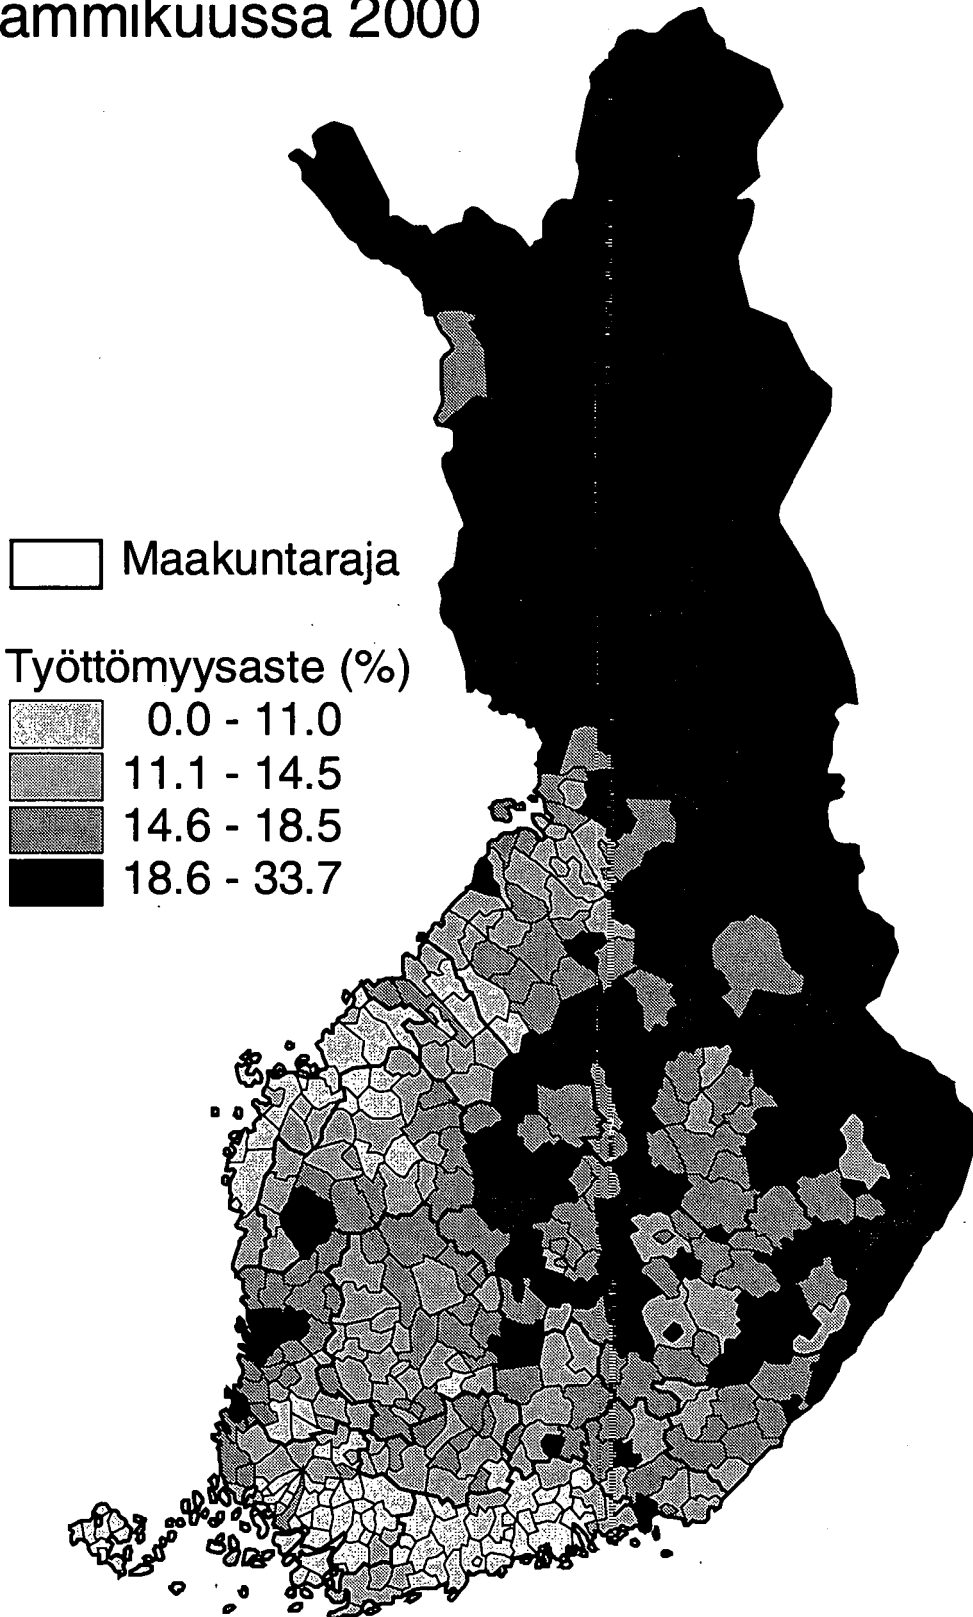 ammikuussa 2000
Maakuntaraja
Työttömyysaste (%)
0.0 - 11.0
11.1 - 14.5
14.6 - 18.5
18.6 - 33.7